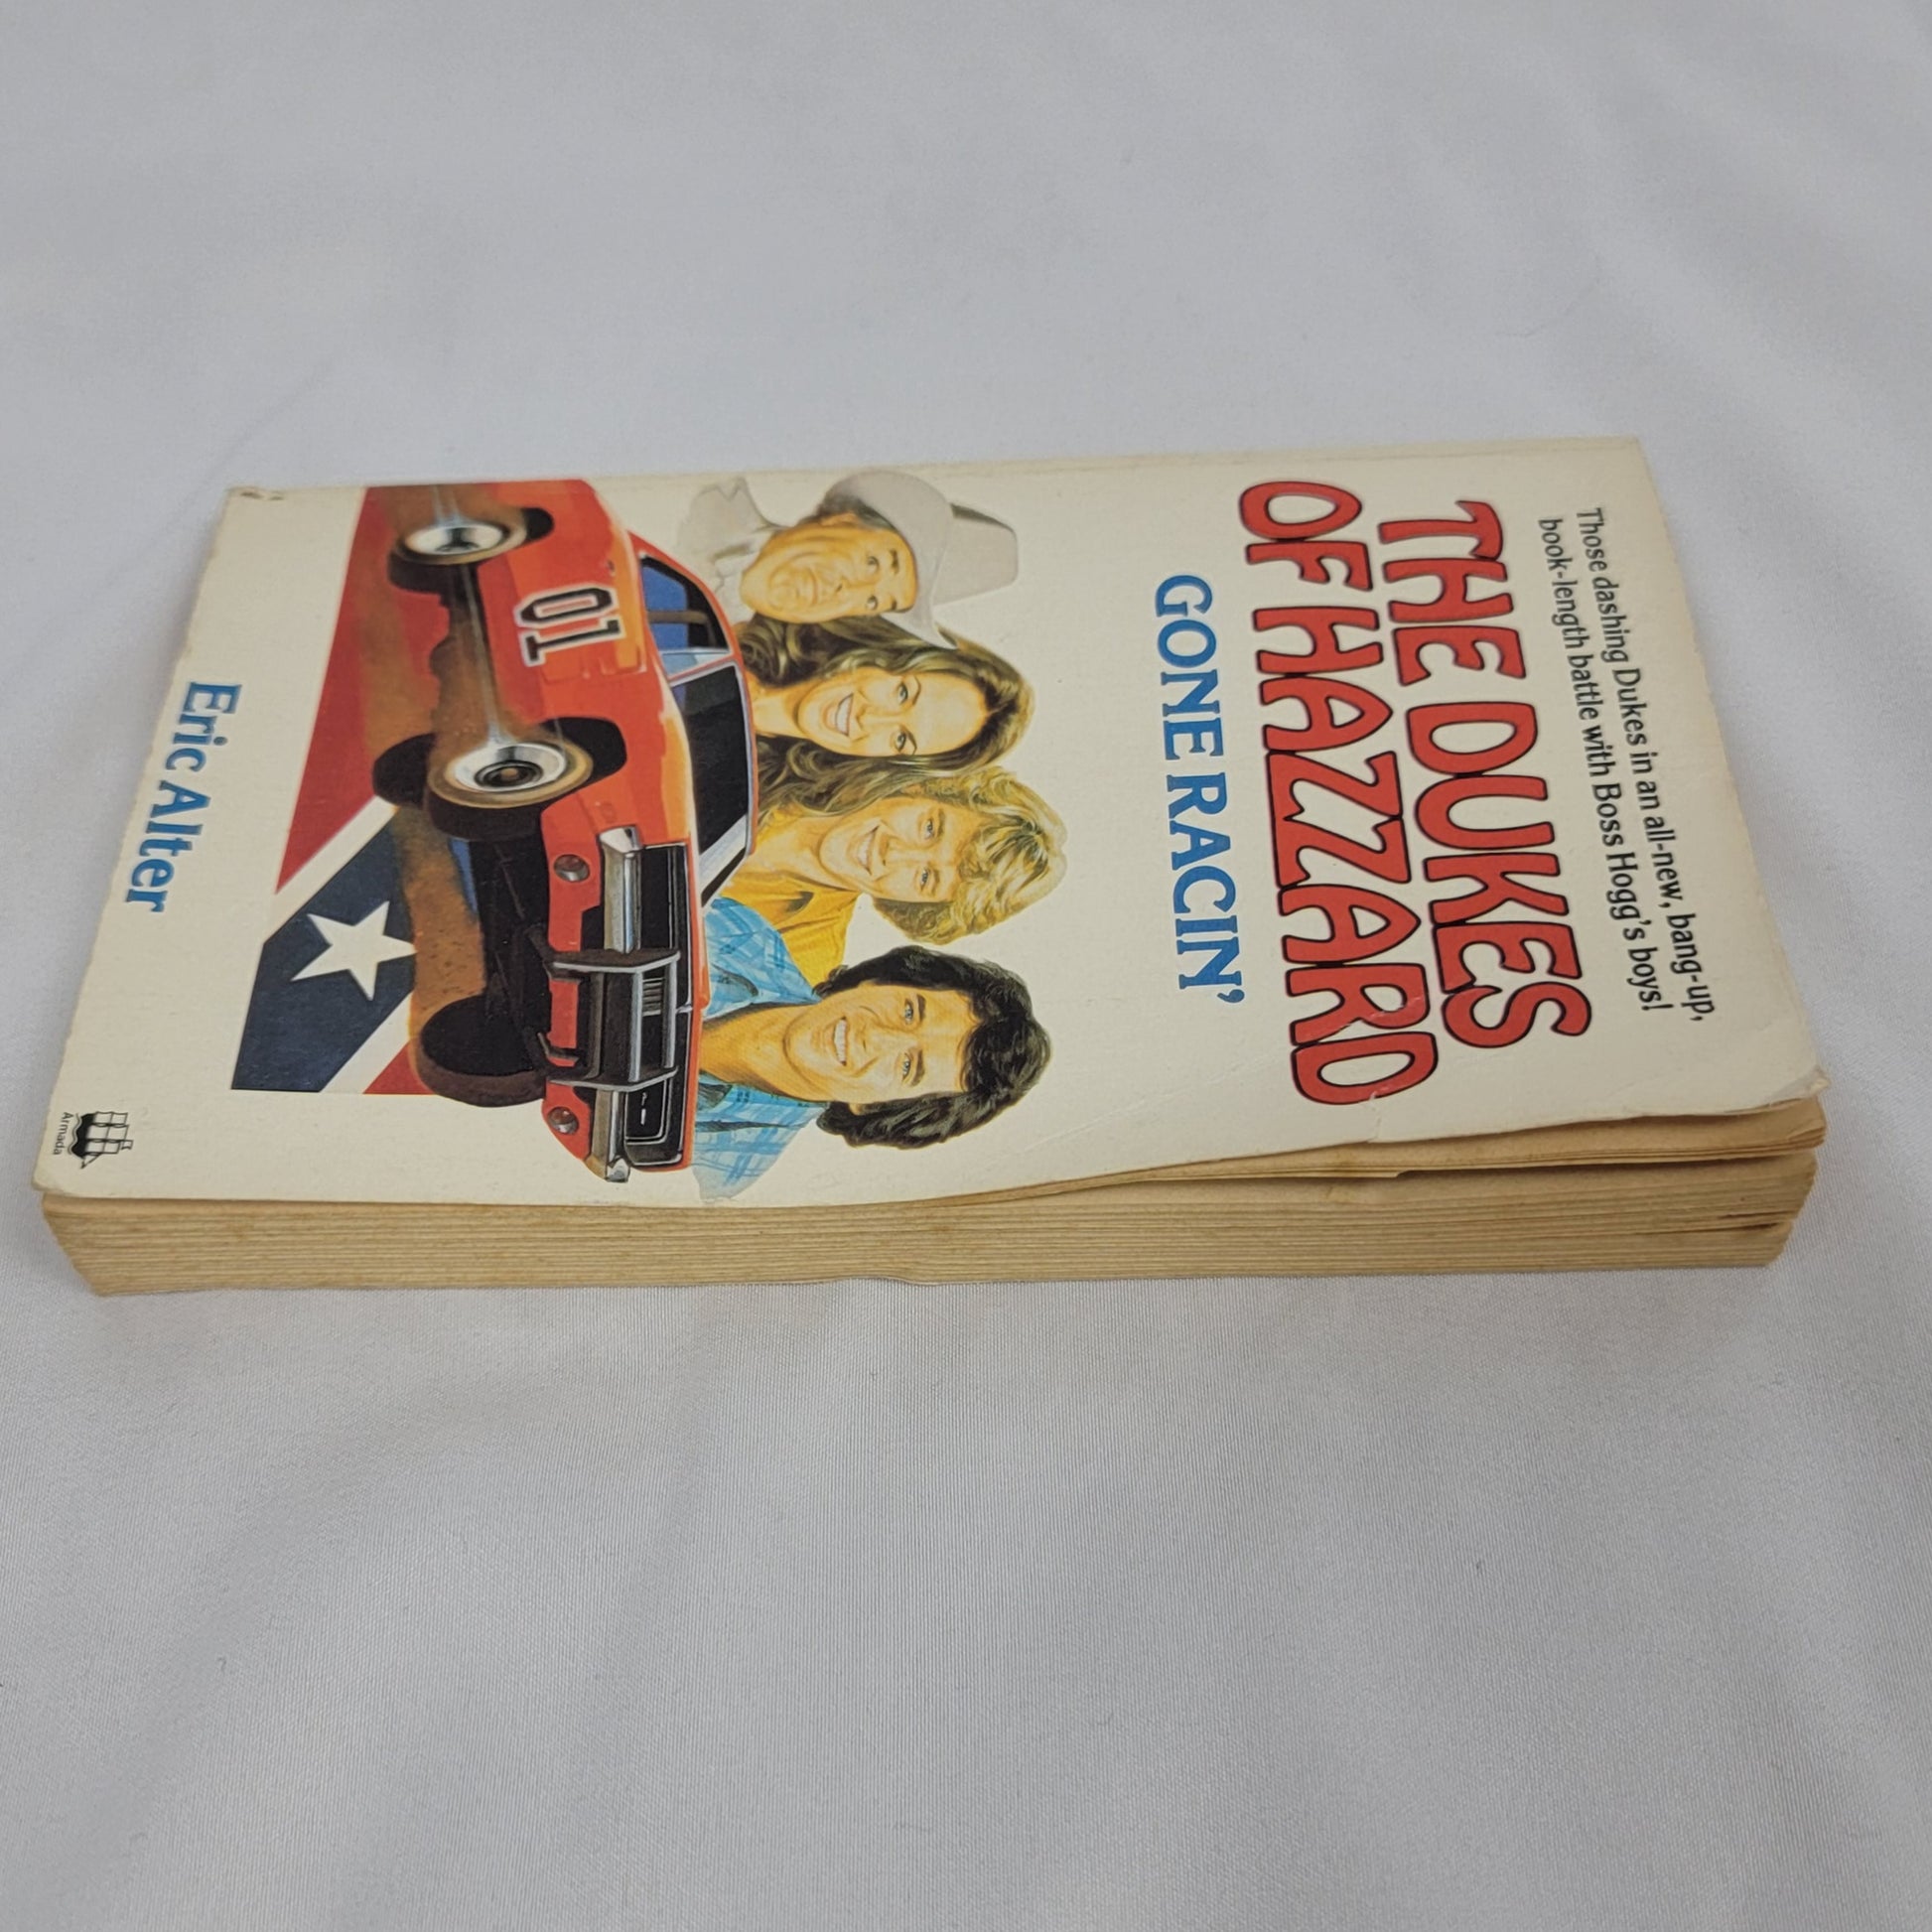 Those dashing Dukes in an all-new, bang-up,
book-length battle with Boss Hogg's boys!
THE DUKES
OF HAZZARD
GONE RACIN'
01
Eric Alter
Armada